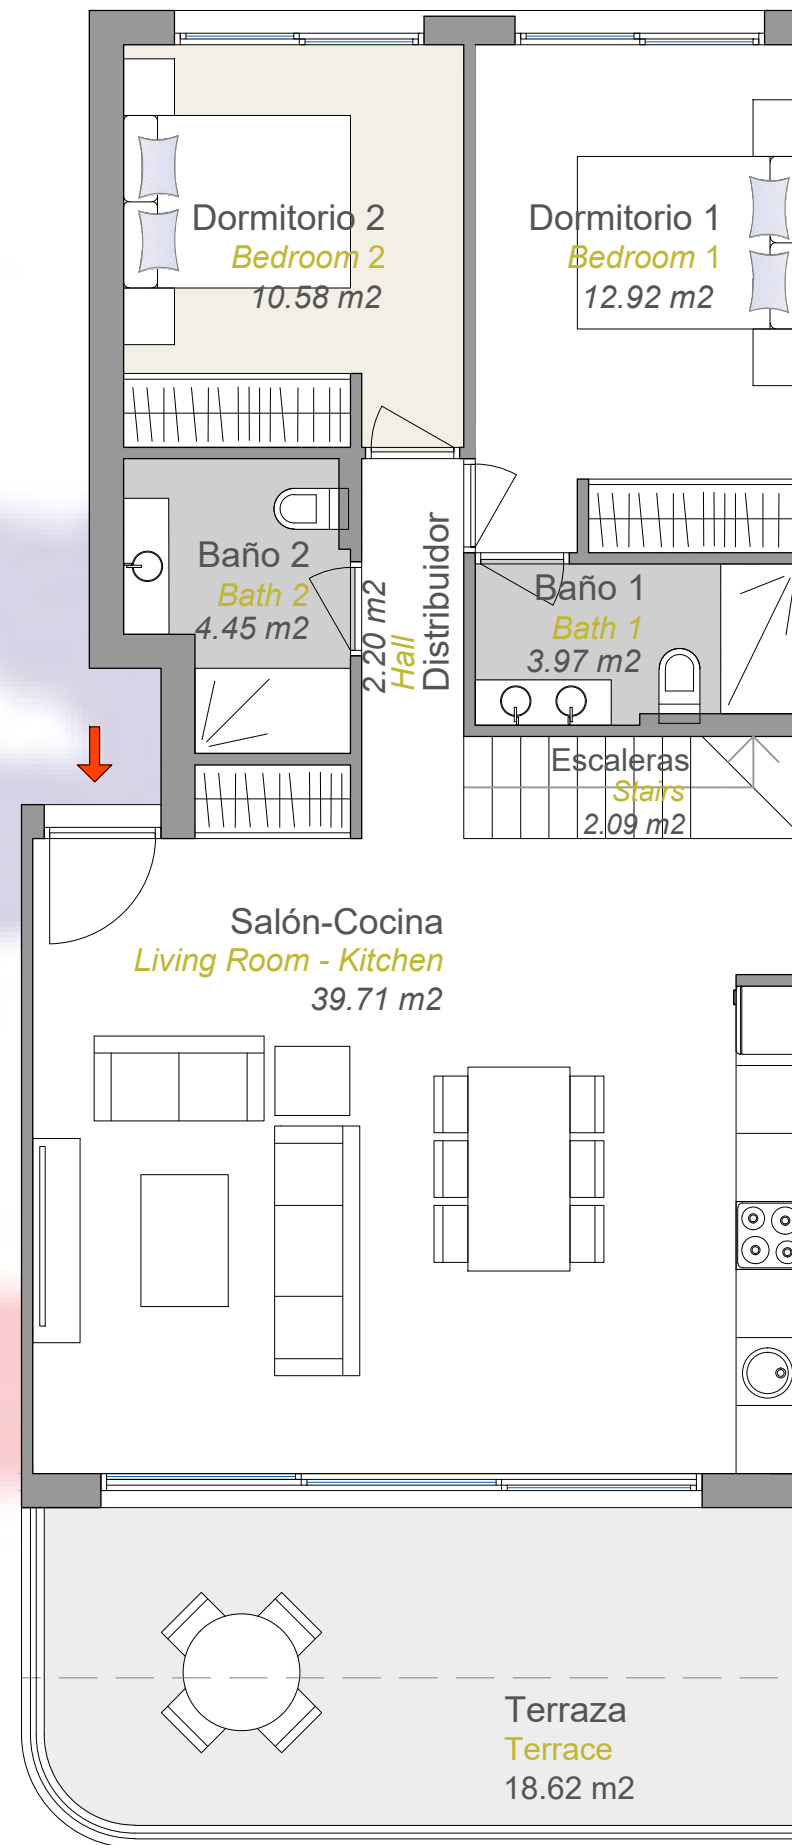 Dormitorio 2
Bedroom 2
10.58 m2
Dormitorio 1
Bedroom 1
12.92 m2
Baño 2
Bath 2
4.45 m2
Distribuidor
Hall
2.20 m2
Baño 1
Bath 1
3.97 m2
Escaleras
Stairs
2.09 m2
Salón-Cocina
Living Room - Kitchen
39.71 m2
Terraza
Terrace
18.62 m2